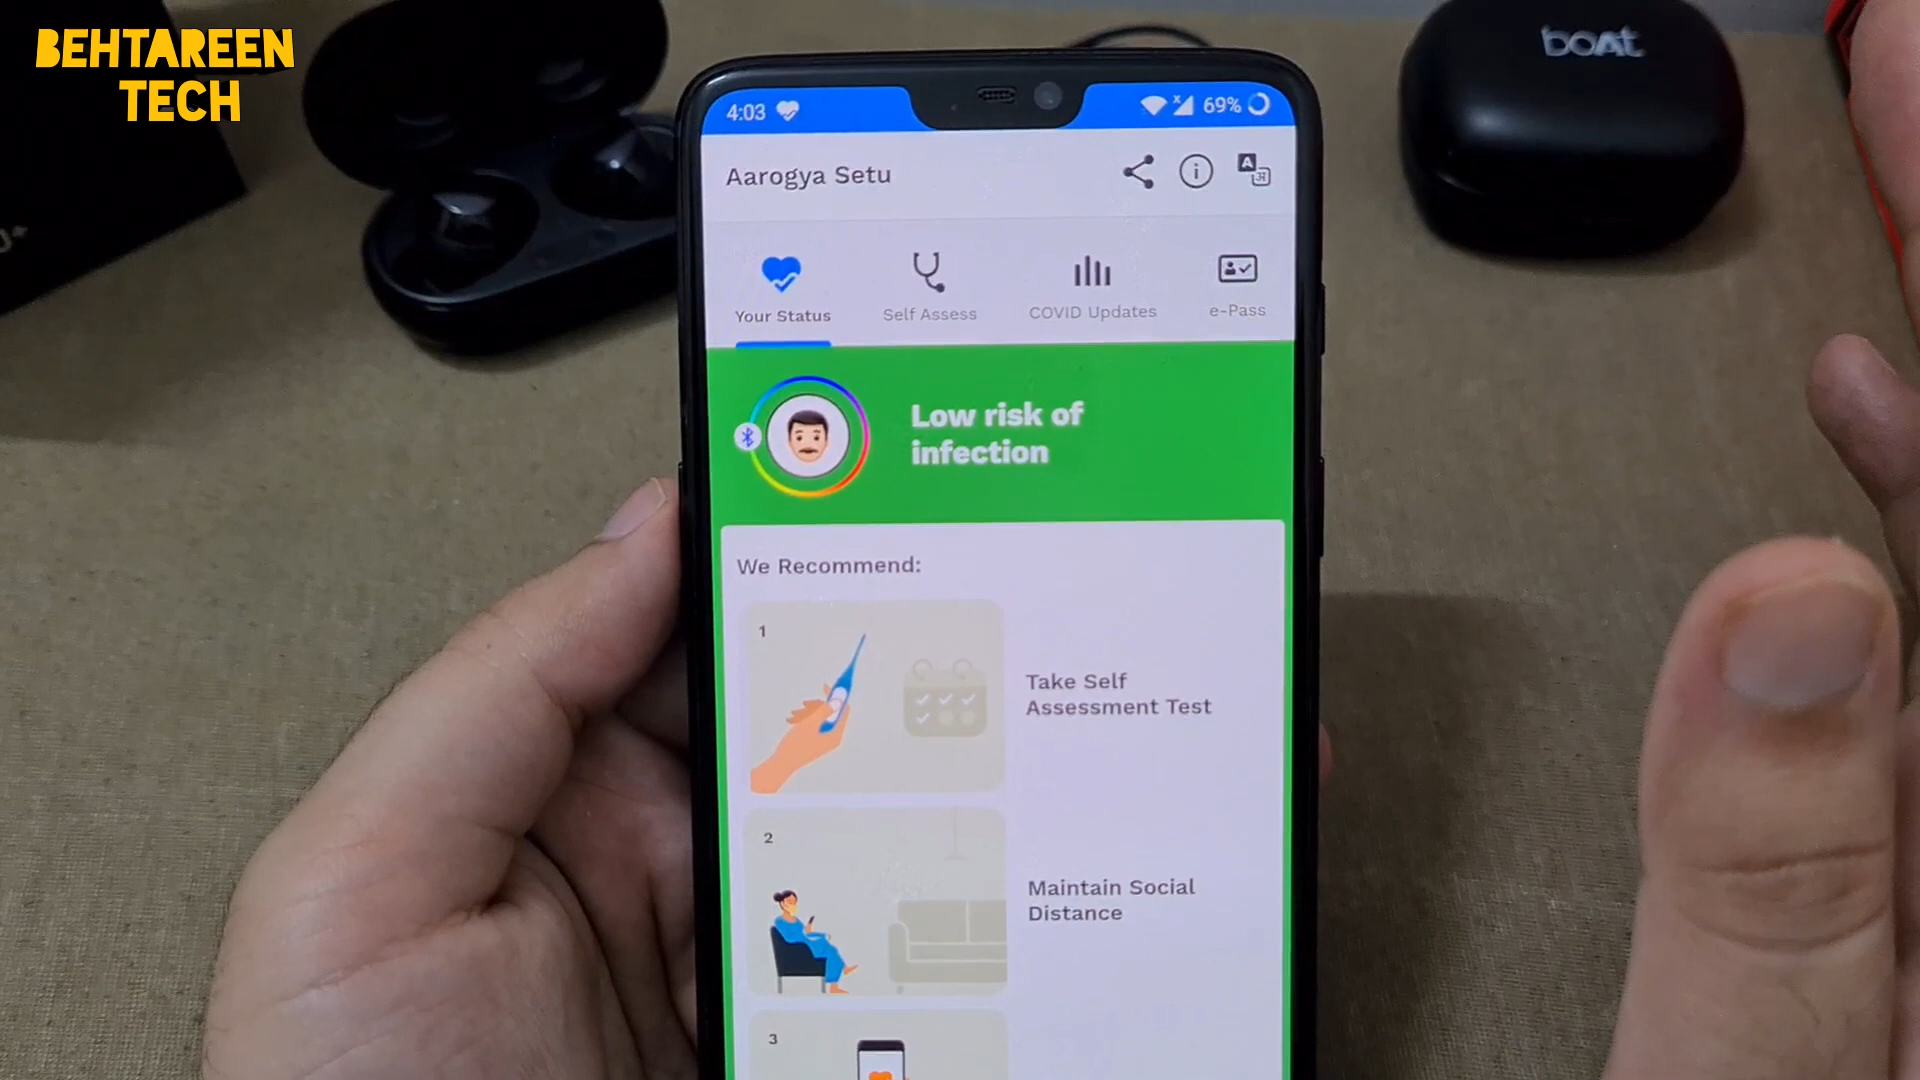 BEHTAREEN
TECH
boAt
4:03
69%
Aarogya Setu
A
अ
Your Status
Self Assess
COVID Updates
e-Pass
Low risk of
infection
We Recommend:
1
Take Self
Assessment Test
2
Maintain Social
Distance
3